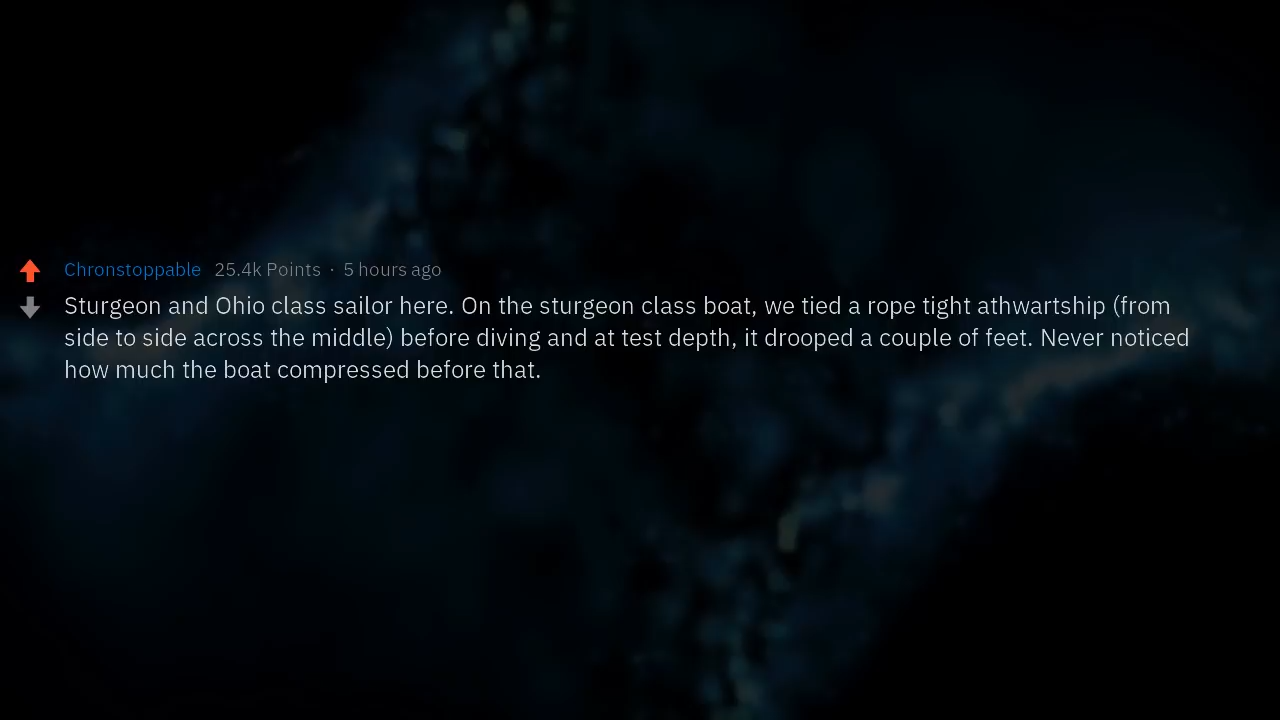 Chronstoppable 25.4k Points · 5 hours ago
Sturgeon and Ohio class sailor here. On the sturgeon class boat, we tied a rope tight athwartship (from
side to side across the middle) before diving and at test depth, it drooped a couple of feet. Never noticed
how much the boat compressed before that.